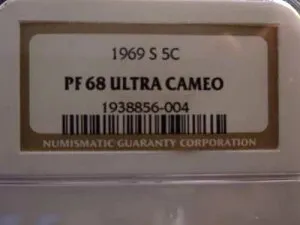 1969 S 5C
PF 68 ULTRA CAMEO
1938856-004
NUMISMATIC GUARANTY CORPORATION